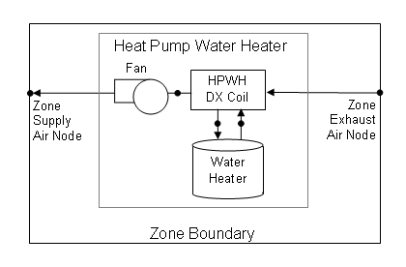 Heat Pump Water Heater
Fan
HPWH
DX Coil
Zone
Supply
Air Node
Zone
Exhaust
Air Node
Water
Heater
Zone Boundary